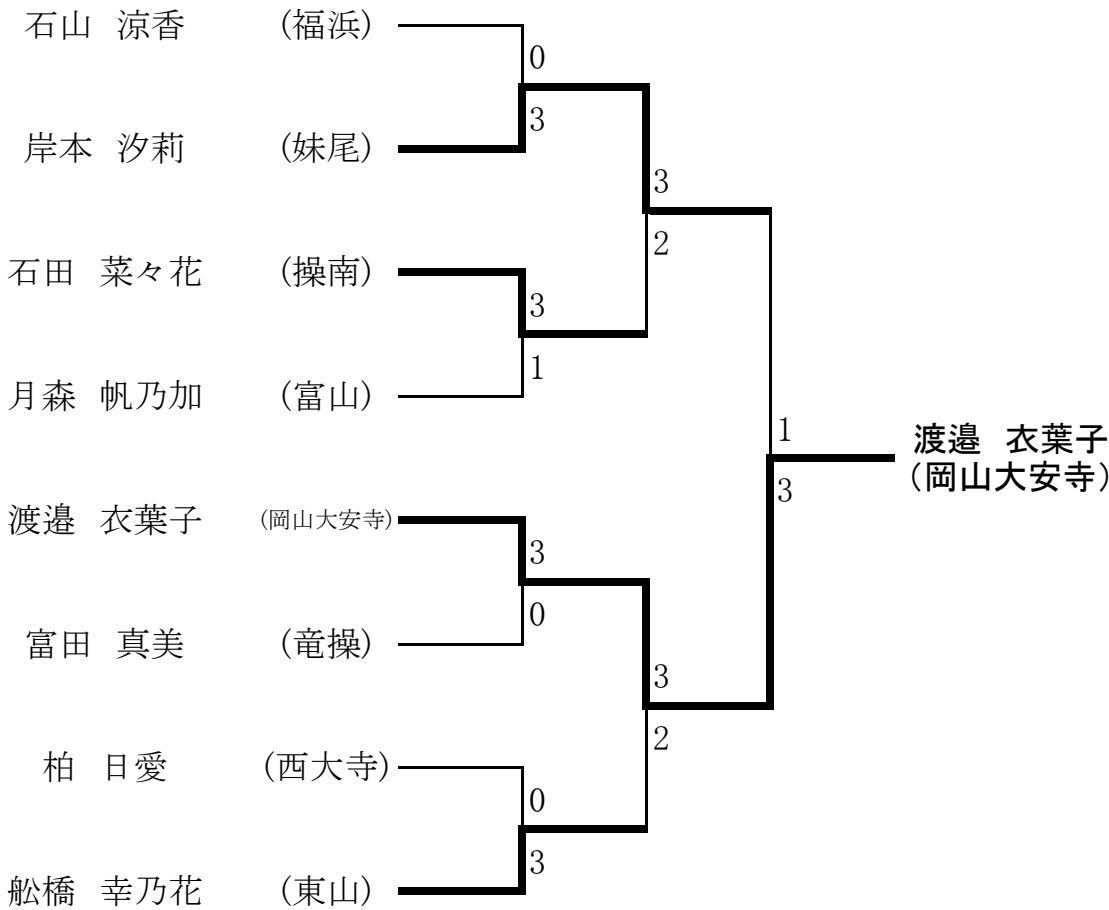 石山 涼香 (福浜)
0
3
岸本 汐莉 (妹尾)
3
2
石田 菜々花 (操南)
3
1
月森 帆乃加 (富山)
1
3
渡邉 衣葉子
(岡山大安寺)
渡邉 衣葉子 (岡山大安寺)
3
0
富田 真美 (竜操)
3
2
柏 日愛 (西大寺)
0
3
舩橋 幸乃花 (東山)